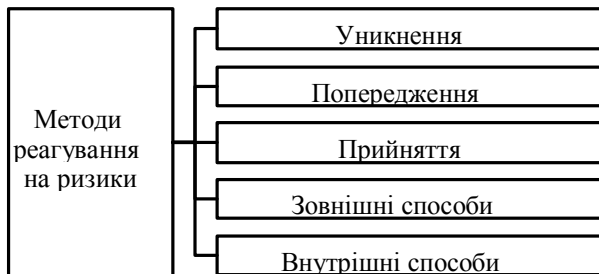 Методи
реагування
на ризики
Уникнення
Попередження
Прийняття
Зовнішні способи
Внутрішні способи